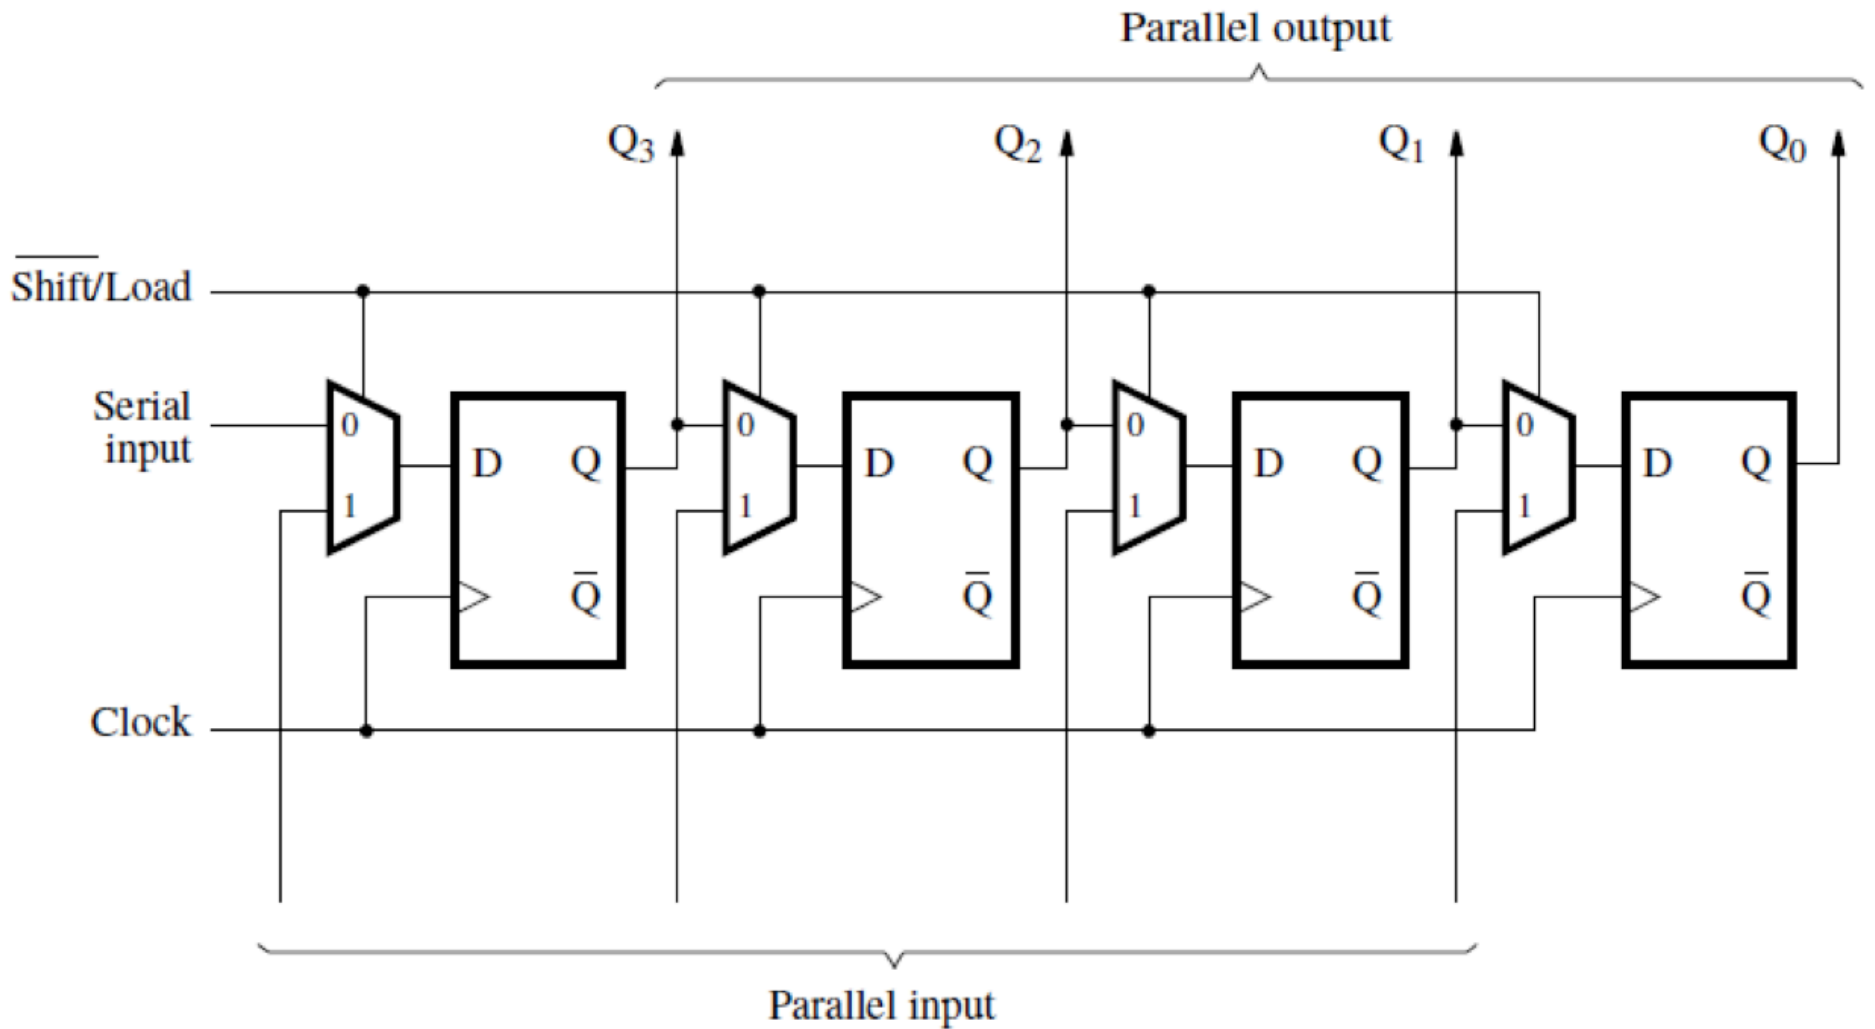 Parallel output
Q₃ Q₂ Q₁ Q₀
S̅h̅i̅f̅t̅/Load
Serial
input
0 0 0 0
D Q D Q D Q D Q
1 1 1 1
Q̅ Q̅ Q̅ Q̅
Clock
Parallel input